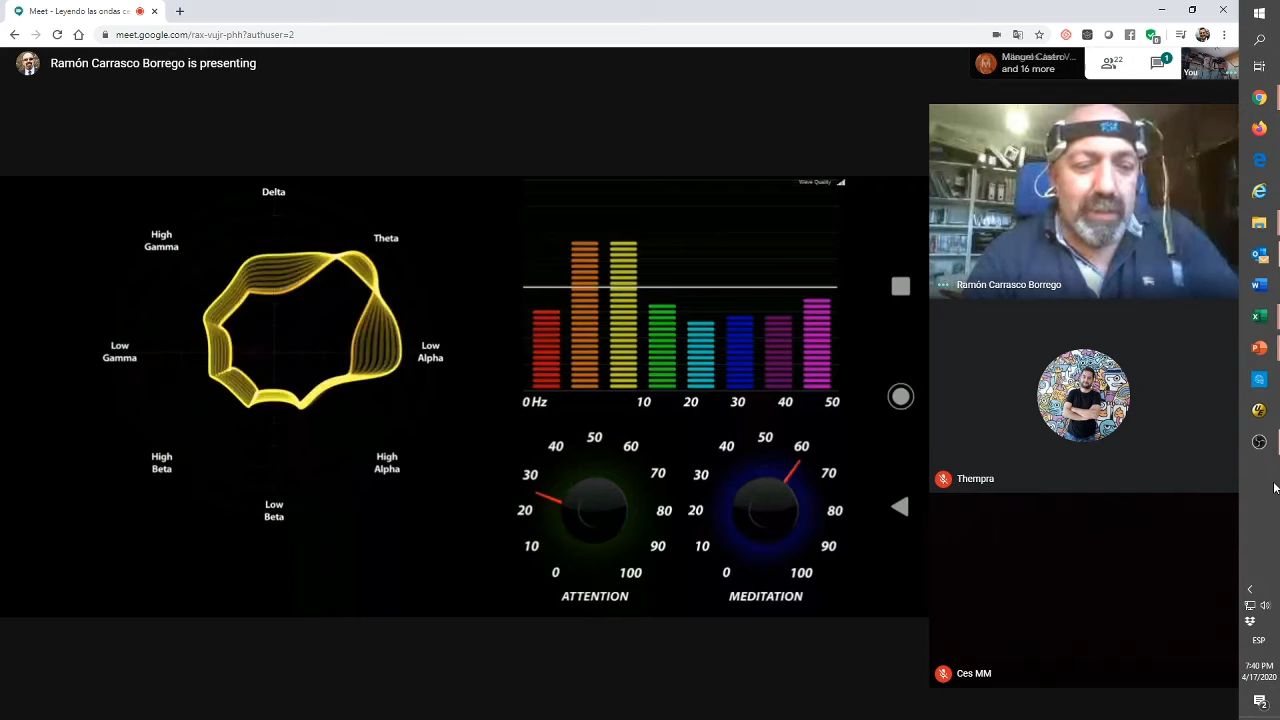 Meet - Leyendo las ondas ce
meet.google.com/rax-vujr-phh?authuser=2
Ramón Carrasco Borrego is presenting
and 16 more
22
1
You
Wave Quality
Delta
High
Gamma
Theta
Low
Gamma
Low
Alpha
High
Beta
High
Alpha
Low
Beta
0 Hz 10 20 30 40 50
0 10 20 30 40 50 60 70 80 90 100
ATTENTION
0 10 20 30 40 50 60 70 80 90 100
MEDITATION
Ramón Carrasco Borrego
Thempra
Ces MM
ESP
7:40 PM
4/17/2020